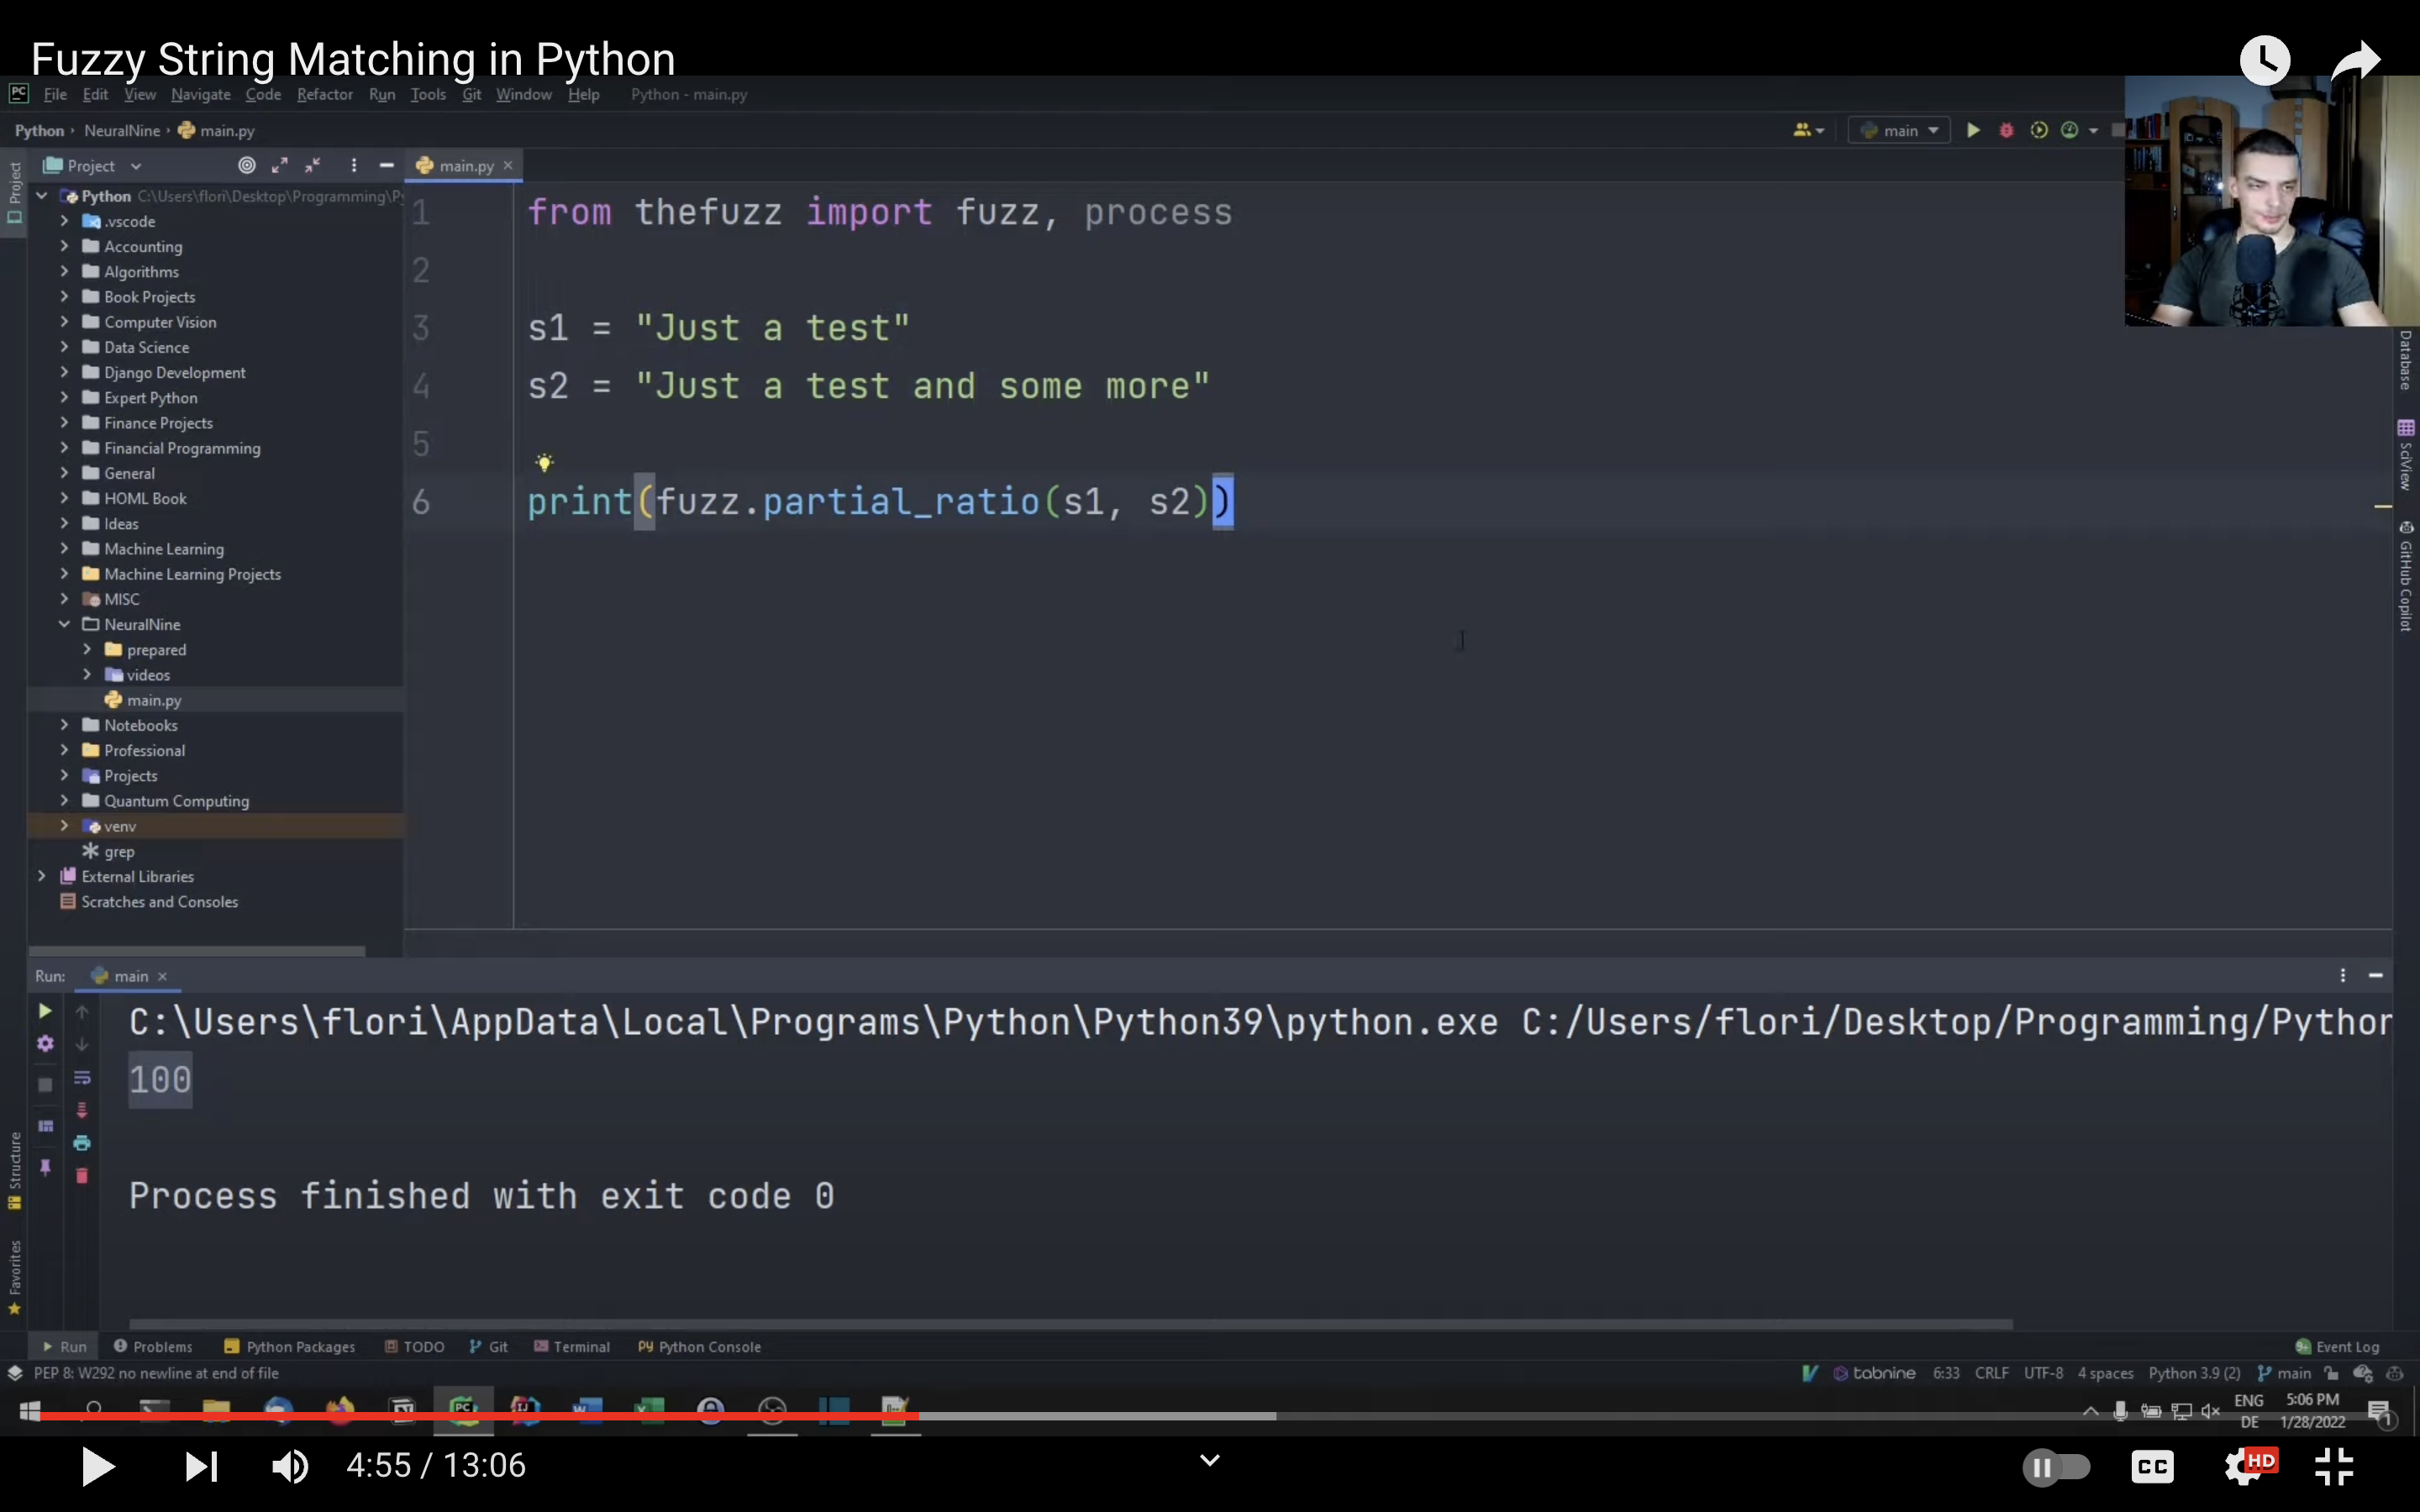 Fuzzy String Matching in Python
PC File Edit View Navigate Code Refactor Run Tools Git Window Help Python - main.py
Python › NeuralNine › main.py
main
Project
Project
main.py
Python C:\Users\flori\Desktop\Programming\Py
.vscode
Accounting
Algorithms
Book Projects
Computer Vision
Data Science
Django Development
Expert Python
Finance Projects
Financial Programming
General
HOML Book
Ideas
Machine Learning
Machine Learning Projects
MISC
NeuralNine
prepared
videos
main.py
Notebooks
Professional
Projects
Quantum Computing
venv
grep
External Libraries
Scratches and Consoles
1 from thefuzz import fuzz, process
2
3 s1 = "Just a test"
4 s2 = "Just a test and some more"
5
6 print(fuzz.partial_ratio(s1, s2))
Database
SciView
GitHub Copilot
Run: main
C:\Users\flori\AppData\Local\Programs\Python\Python39\python.exe C:/Users/flori/Desktop/Programming/Python
100
Process finished with exit code 0
Structure
Favorites
Run Problems Python Packages TODO Git Terminal Python Console Event Log
PEP 8: W292 no newline at end of file
tabnine 6:33 CRLF UTF-8 4 spaces Python 3.9 (2) main
ENG
DE
5:06 PM
1/28/2022
1
4:55 / 13:06
CC
HD